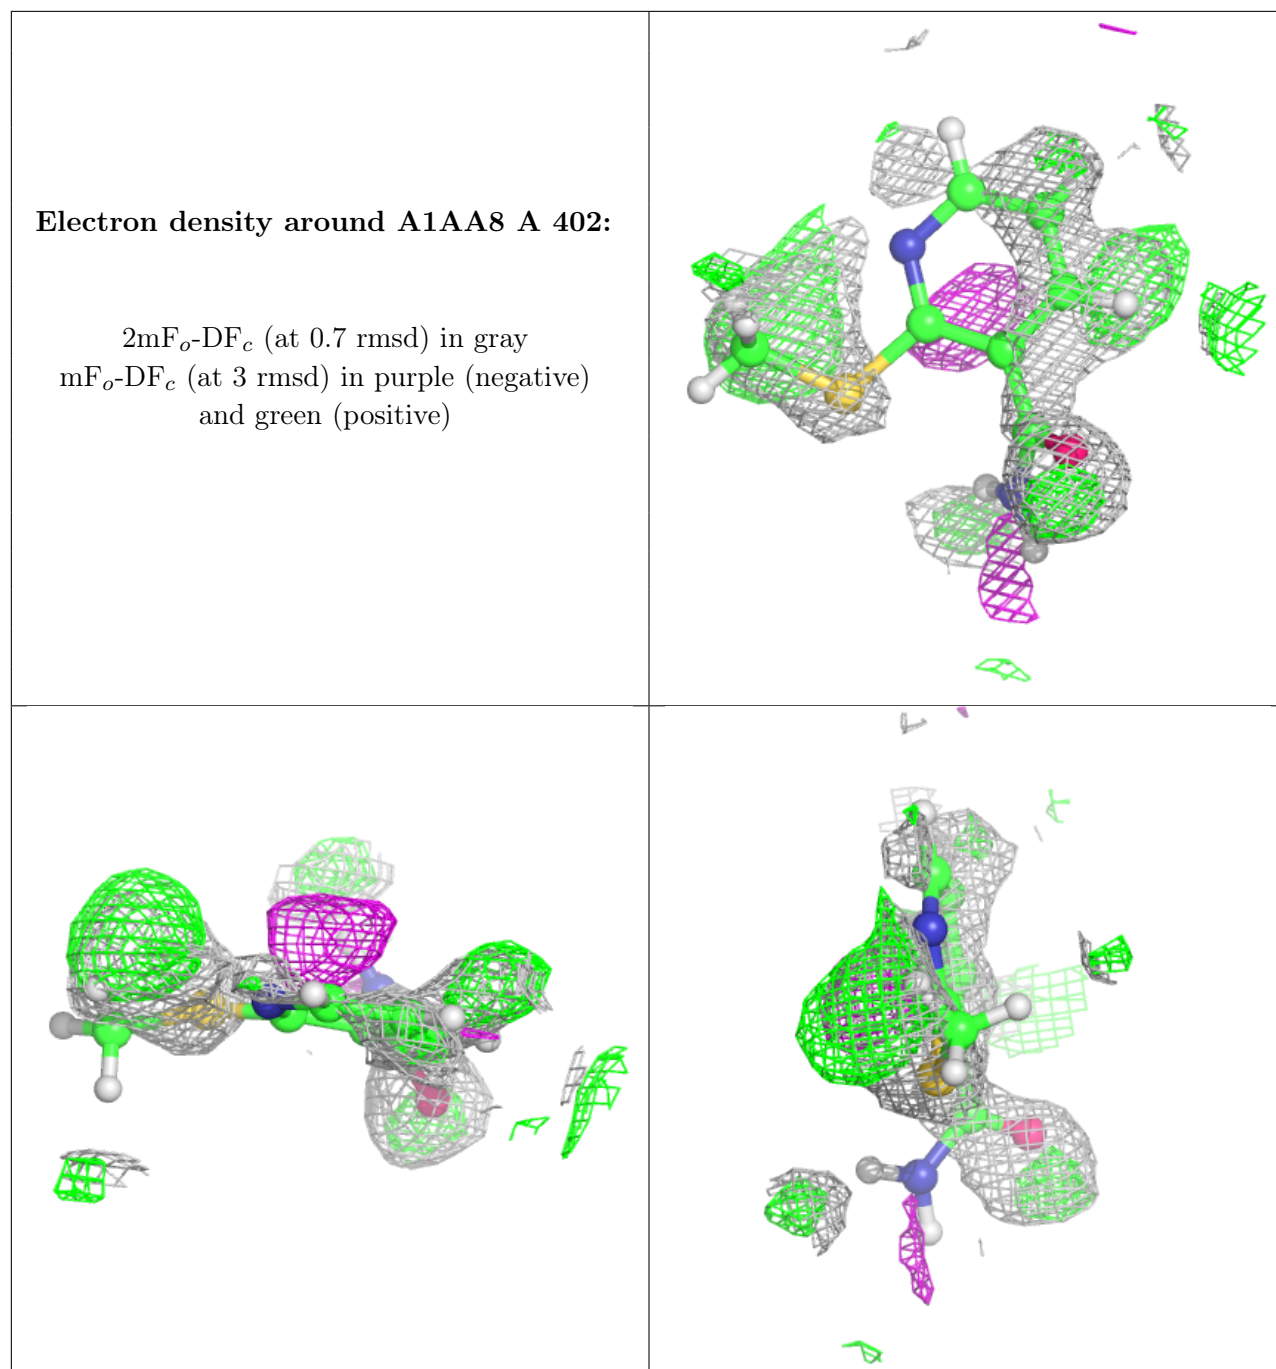 Electron density around A1AA8 A 402:
2mFₒ-DF𝒸 (at 0.7 rmsd) in gray
mFₒ-DF𝒸 (at 3 rmsd) in purple (negative)
and green (positive)